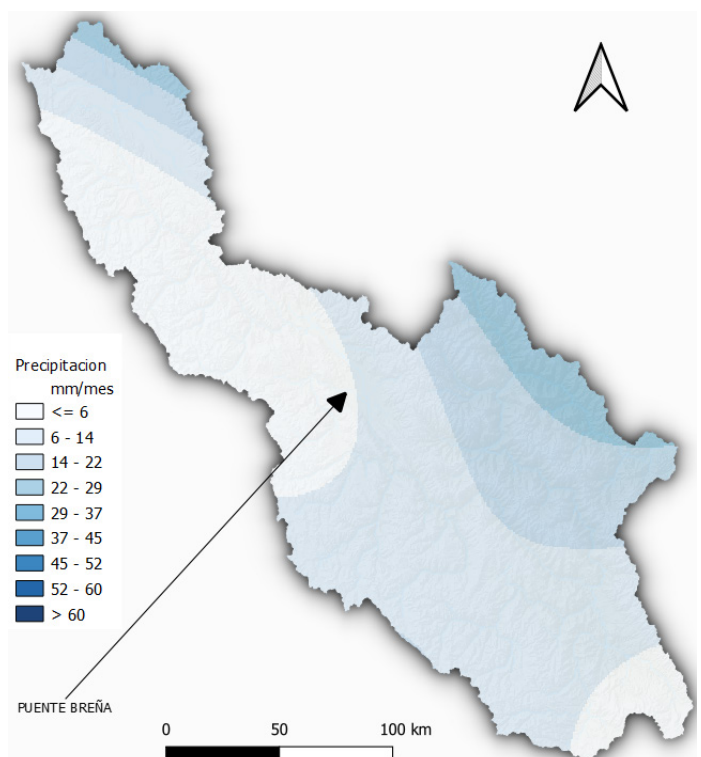 Precipitacion
mm/mes
<= 6
6 - 14
14 - 22
22 - 29
29 - 37
37 - 45
45 - 52
52 - 60
> 60
PUENTE BREÑA
0 50 100 km